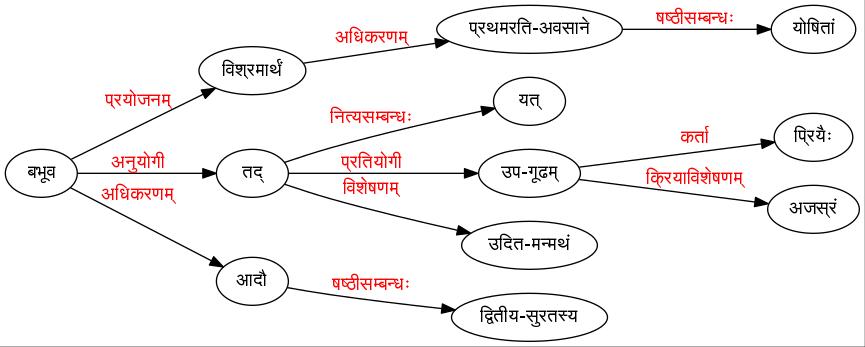 प्रथमरति-अवसाने
षष्ठीसम्बन्धः
योषितां
अधिकरणम्
विश्रमार्थं
प्रयोजनम्
यत्
नित्यसम्बन्धः
कर्ता
प्रियैः
बभूव
अनुयोगी
तद्
प्रतियोगी
उप-गूढम्
क्रियाविशेषणम्
अजस्रं
अधिकरणम्
विशेषणम्
उदित-मन्मथं
आदौ
षष्ठीसम्बन्धः
द्वितीय-सुरतस्य